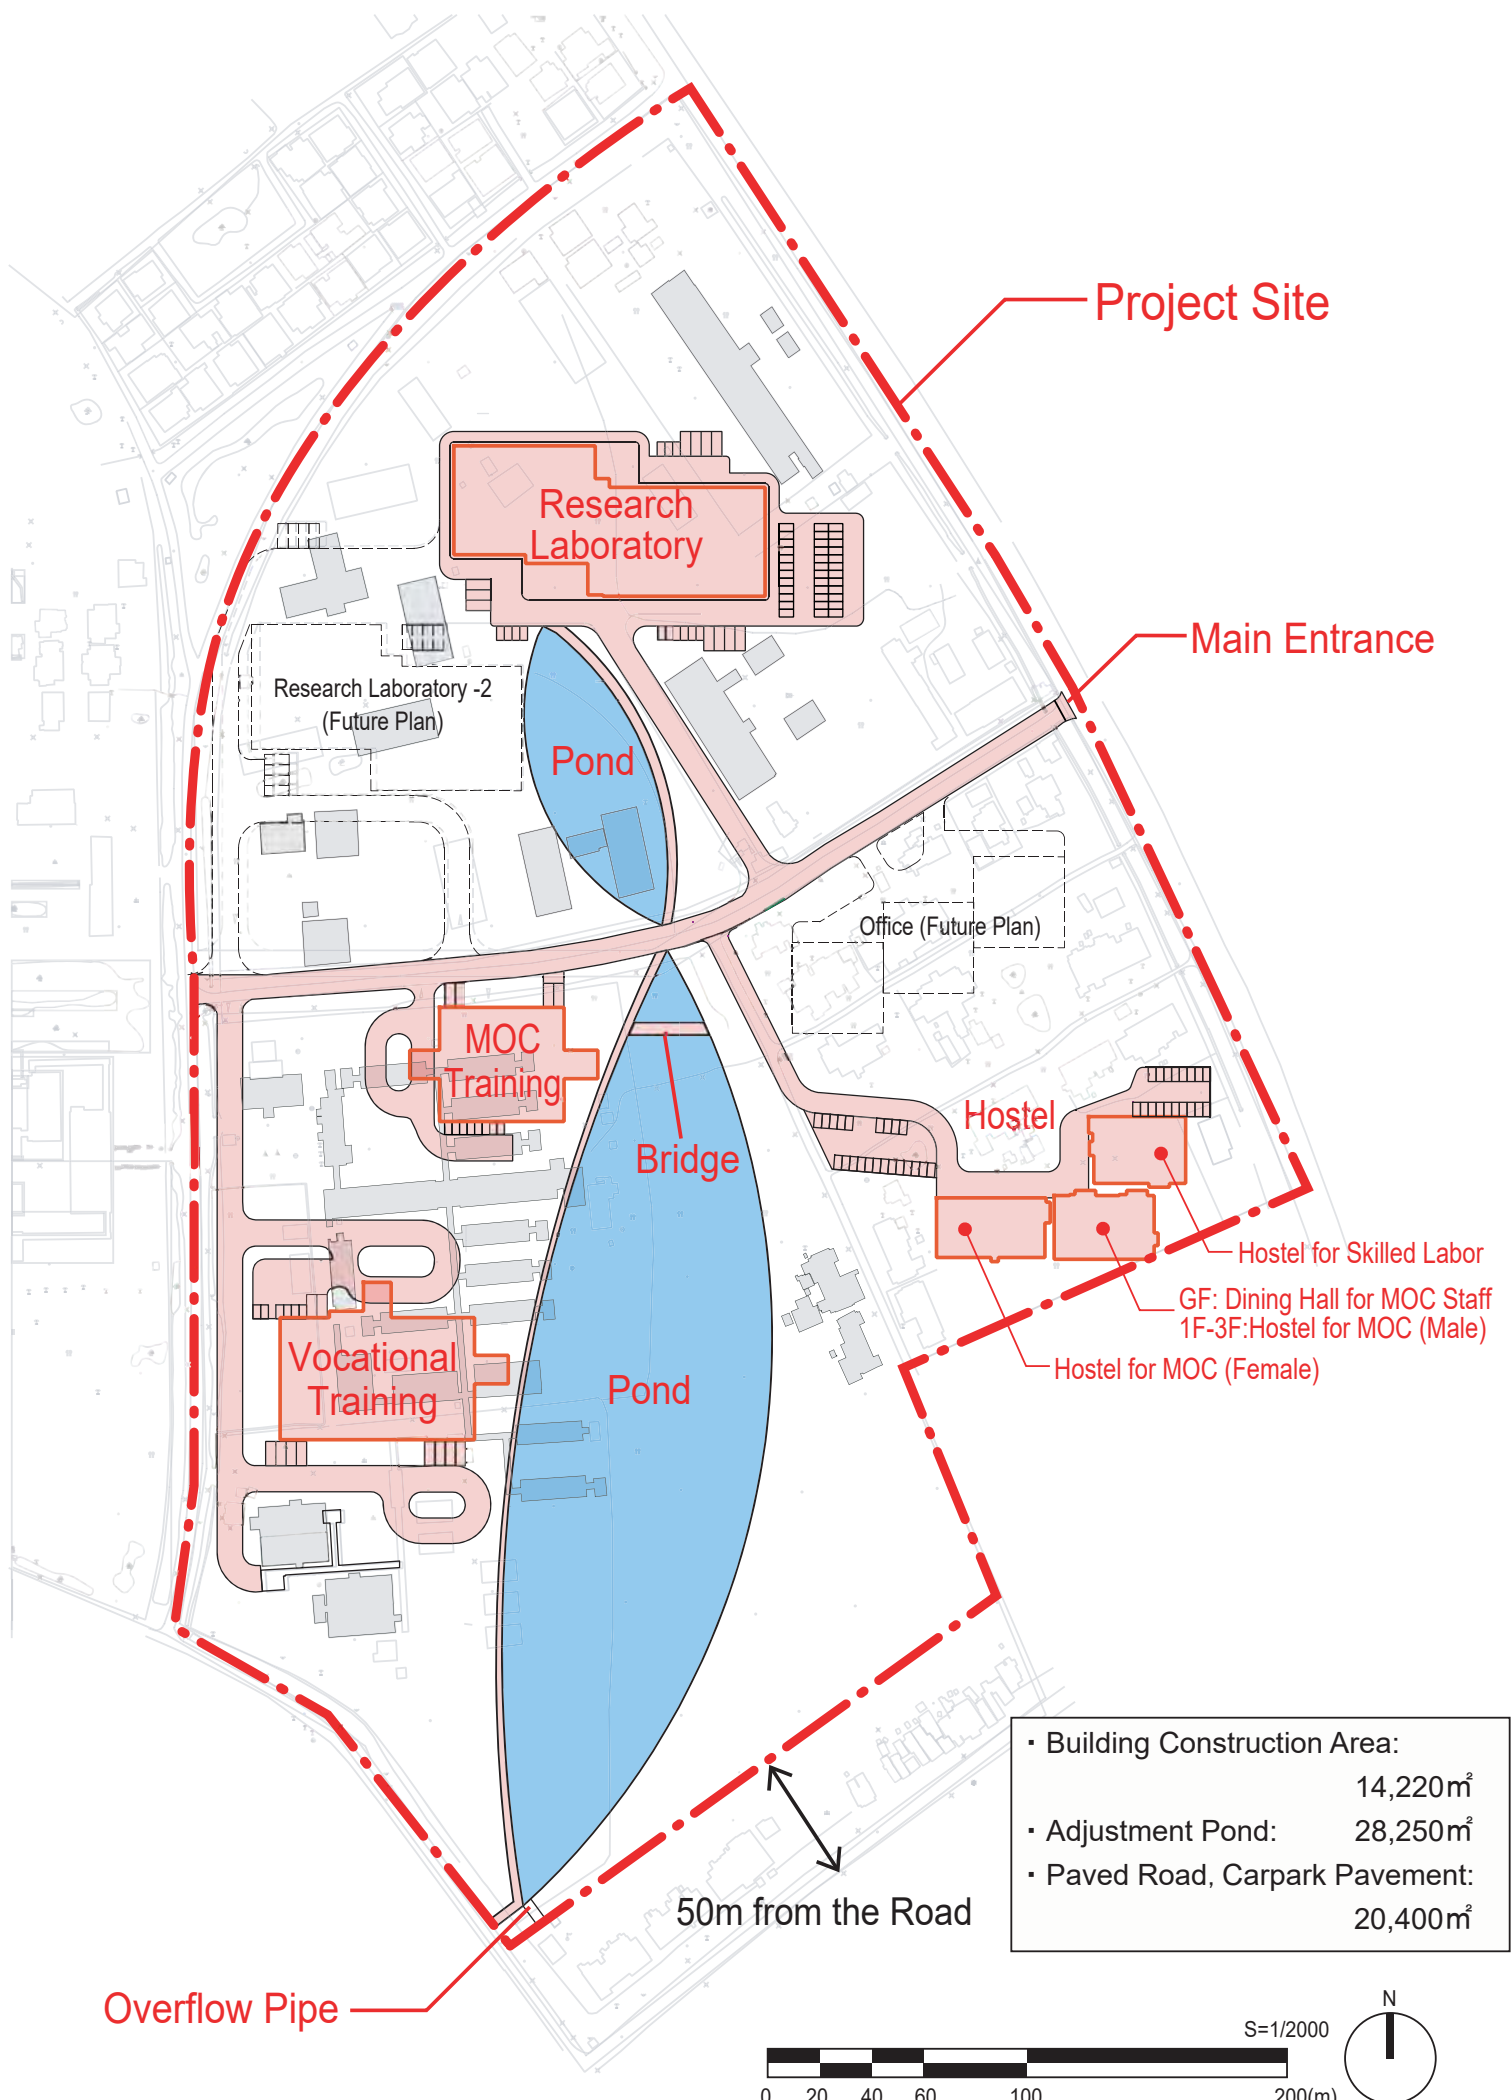 Project Site
Research
Laboratory
Main Entrance
Research Laboratory -2
(Future Plan)
Pond
Office (Future Plan)
MOC
Training
Bridge
Hostel
Hostel for Skilled Labor
GF: Dining Hall for MOC Staff
1F-3F:Hostel for MOC (Male)
Hostel for MOC (Female)
Vocational
Training
Pond
・Building Construction Area:
14,220㎡
・Adjustment Pond: 28,250㎡
・Paved Road, Carpark Pavement:
20,400㎡
50m from the Road
Overflow Pipe
N
S=1/2000
0 20 40 60 100 200(m)